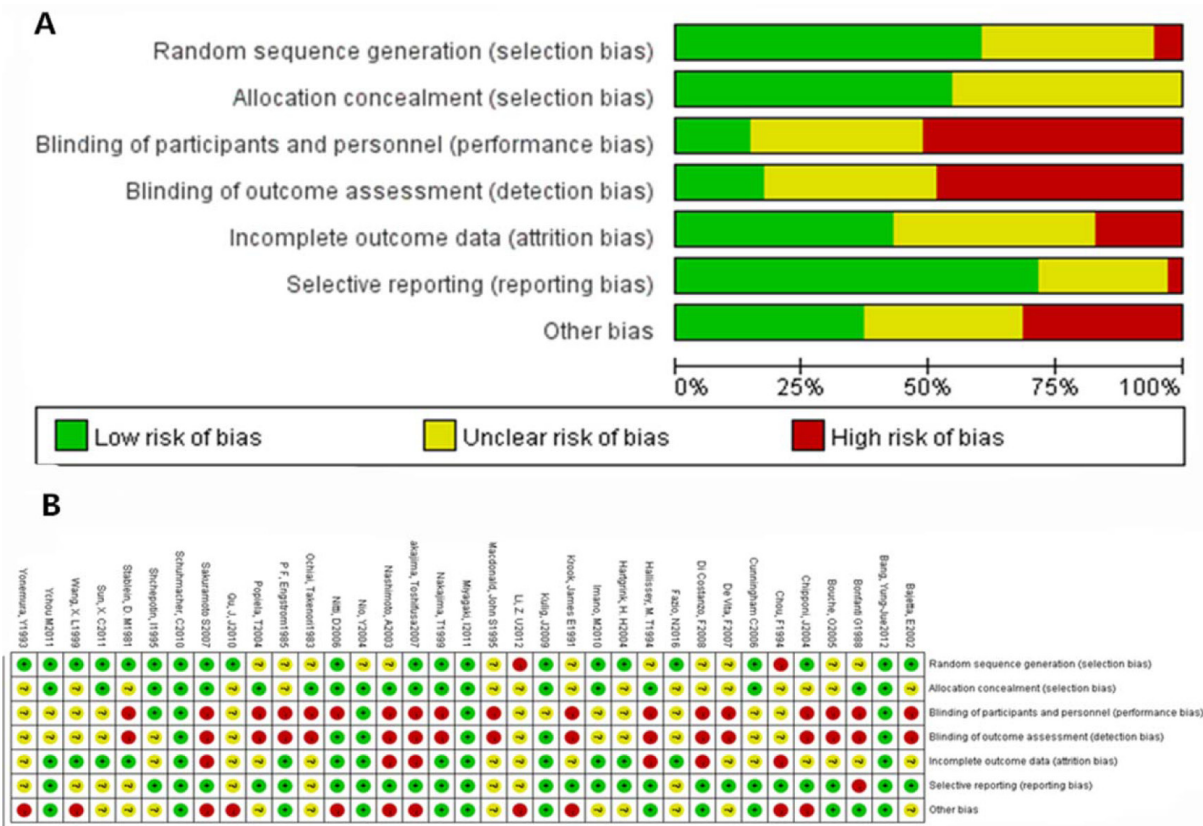 A
Random sequence generation (selection bias)
Allocation concealment (selection bias)
Blinding of participants and personnel (performance bias)
Blinding of outcome assessment (detection bias)
Incomplete outcome data (attrition bias)
Selective reporting (reporting bias)
Other bias
0% 25% 50% 75% 100%
Low risk of bias Unclear risk of bias High risk of bias
B
Yonemura, Y1993
Ychou M2011
Wang, X. L1999
Sun, X. C2011
Stablein, D. M1981
Shchepotin, I1995
Schuhmacher, C2010
Sakuramoto S2007
Gu, J, J2010
Popiela, T2004
P F, Engstrom1985
Ochiai, Takenori1983
Nitti, D2006
Nio, Y2004
Nashimoto, A2003
akajima, Toshifusa2007
Nakajima, T1999
Miyagaki, I2011
Macdonald, John S1995
Li, Z. U2012
Kulig, J2009
Krook, James E1991
Imano, M2010
Hartgrink, H. H2004
Hallissey, M. T1994
Fazio, N2016
Di Costanzo, F2008
De Vita, F2007
Cunningham C2006
Chou, F1994
Chipponi, J2004
Bouche, O2005
Bonfanti G1988
Bang, Yung-Jue2012
Bajetta, E2002
Random sequence generation (selection bias)
Allocation concealment (selection bias)
Blinding of participants and personnel (performance bias)
Blinding of outcome assessment (detection bias)
Incomplete outcome data (attrition bias)
Selective reporting (reporting bias)
Other bias